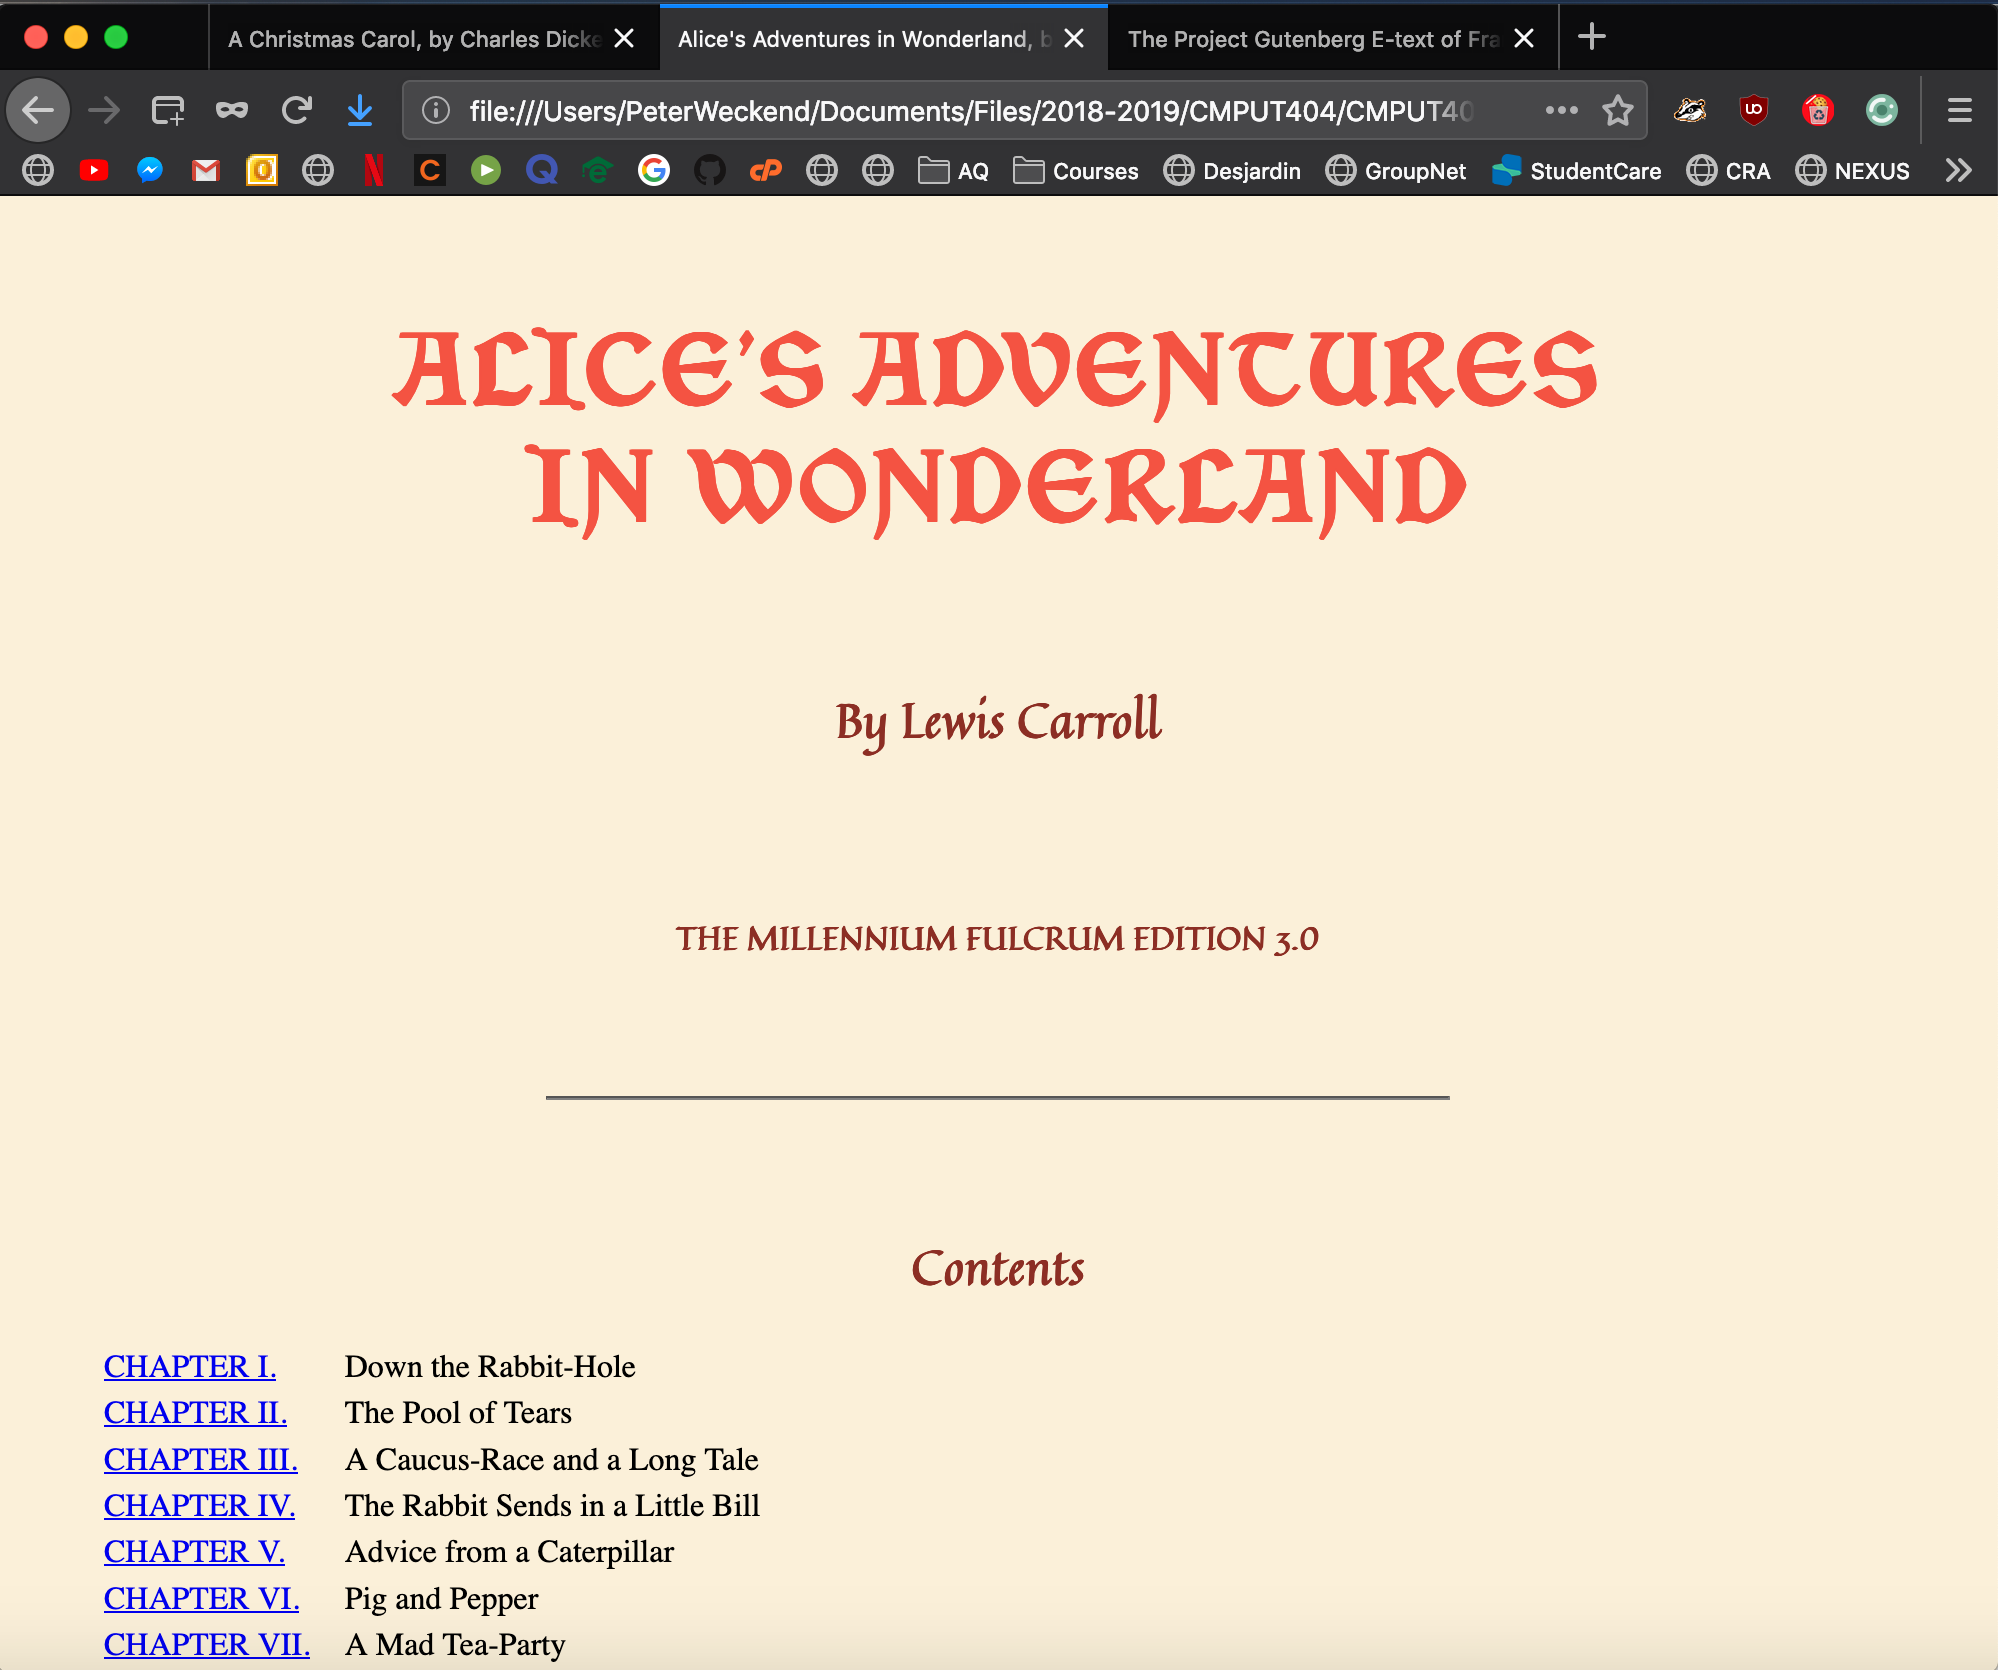 A Christmas Carol, by Charles Dicke
Alice's Adventures in Wonderland, b
The Project Gutenberg E-text of Fra
file:///Users/PeterWeckend/Documents/Files/2018-2019/CMPUT404/CMPUT40
AQ Courses Desjardin GroupNet StudentCare CRA NEXUS
ALICE'S ADVENTURES
IN WONDERLAND
By Lewis Carroll
THE MILLENNIUM FULCRUM EDITION 3.0
Contents
CHAPTER I. Down the Rabbit-Hole
CHAPTER II. The Pool of Tears
CHAPTER III. A Caucus-Race and a Long Tale
CHAPTER IV. The Rabbit Sends in a Little Bill
CHAPTER V. Advice from a Caterpillar
CHAPTER VI. Pig and Pepper
CHAPTER VII. A Mad Tea-Party